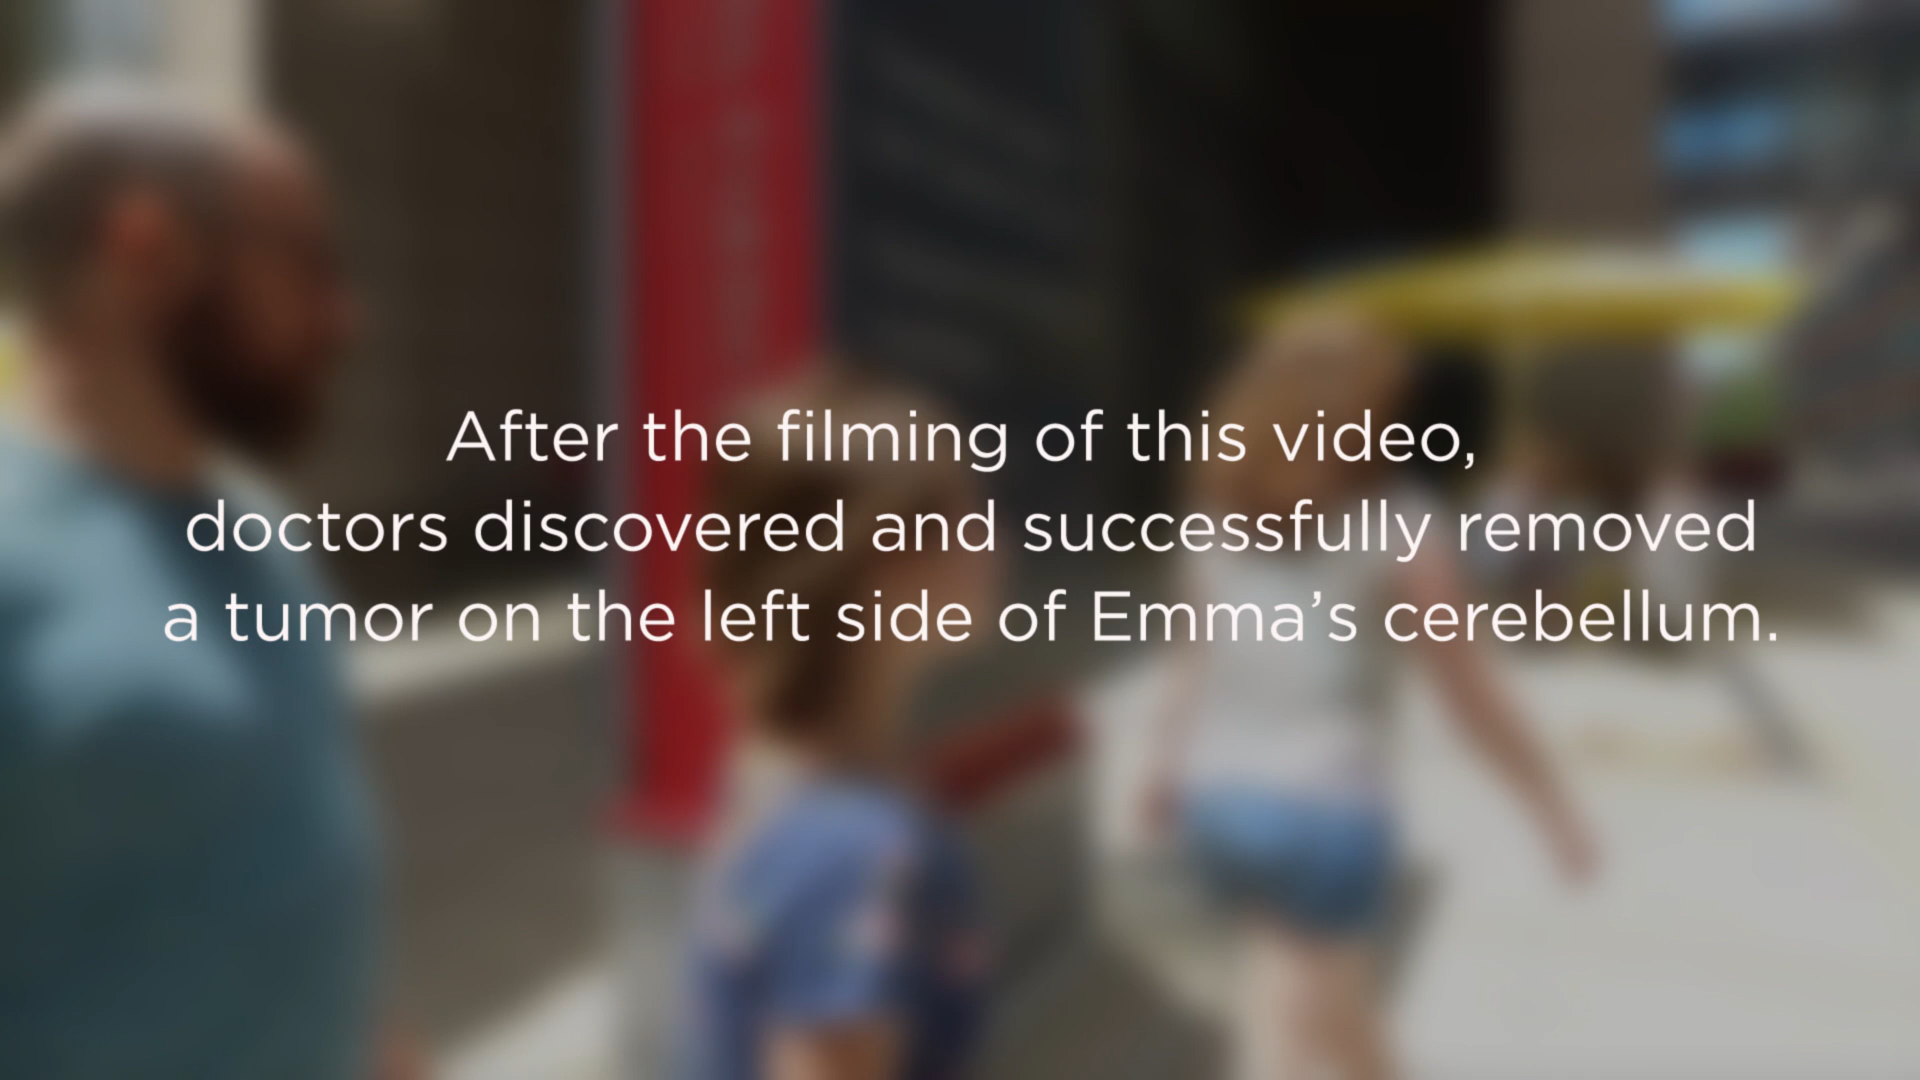 After the filming of this video,
doctors discovered and successfully removed
a tumor on the left side of Emma’s cerebellum.